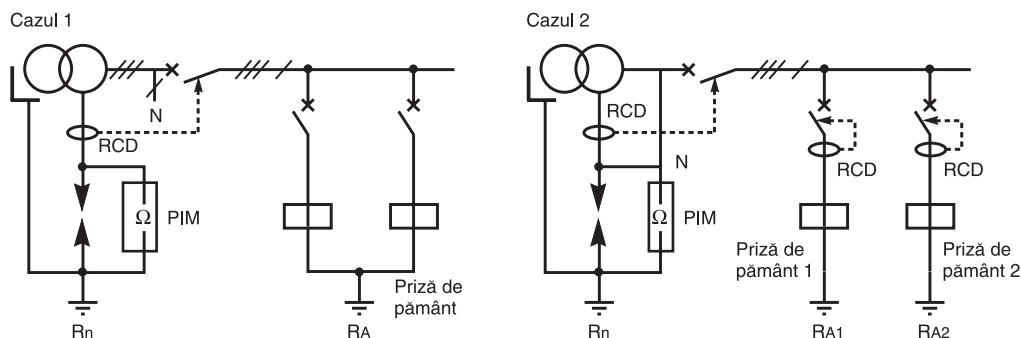 Cazul 1
N
RCD
Ω
PIM
Priză de
pământ
Rn
RA
Cazul 2
RCD
N
Ω
PIM
RCD
RCD
Priză de
pământ 1
Priză de
pământ 2
Rn
RA1
RA2